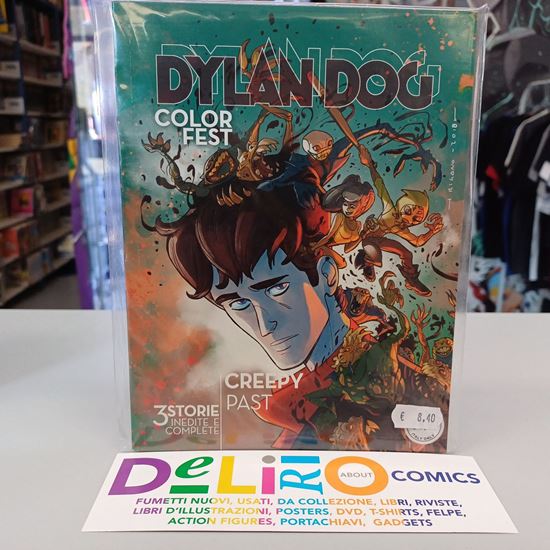 DYLAN DOG
COLOR
FEST
CREEPY
PAST
3 STORIE
INEDITE E
COMPLETE
€ 8,40
DeLiRIO ABOUT COMICS
FUMETTI NUOVI, USATI, DA COLLEZIONE, LIBRI, RIVISTE,
LIBRI D'ILLUSTRAZIONI, POSTERS, DVD, T-SHIRTS, FELPE,
ACTION FIGURES, PORTACHIAVI, GADGETS